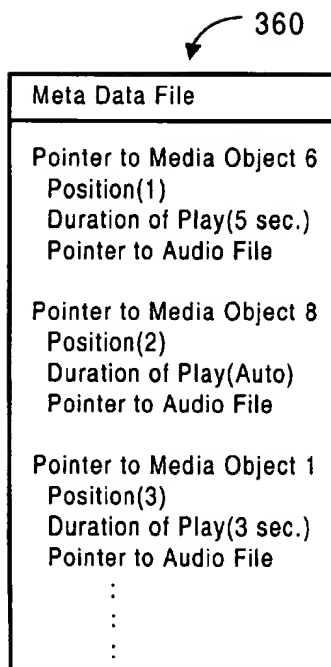 360
Meta Data File
Pointer to Media Object 6
Position(1)
Duration of Play(5 sec.)
Pointer to Audio File
Pointer to Media Object 8
Position(2)
Duration of Play(Auto)
Pointer to Audio File
Pointer to Media Object 1
Position(3)
Duration of Play(3 sec.)
Pointer to Audio File